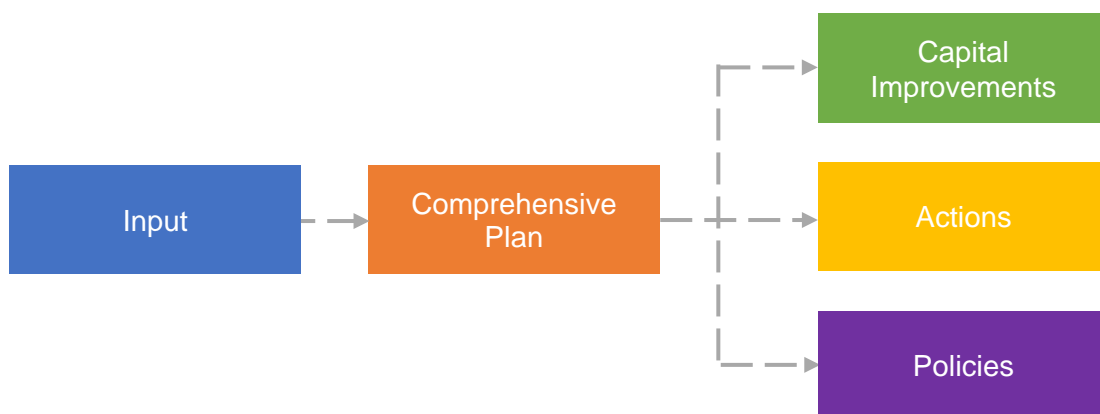 Input
Comprehensive
Plan
Capital
Improvements
Actions
Policies